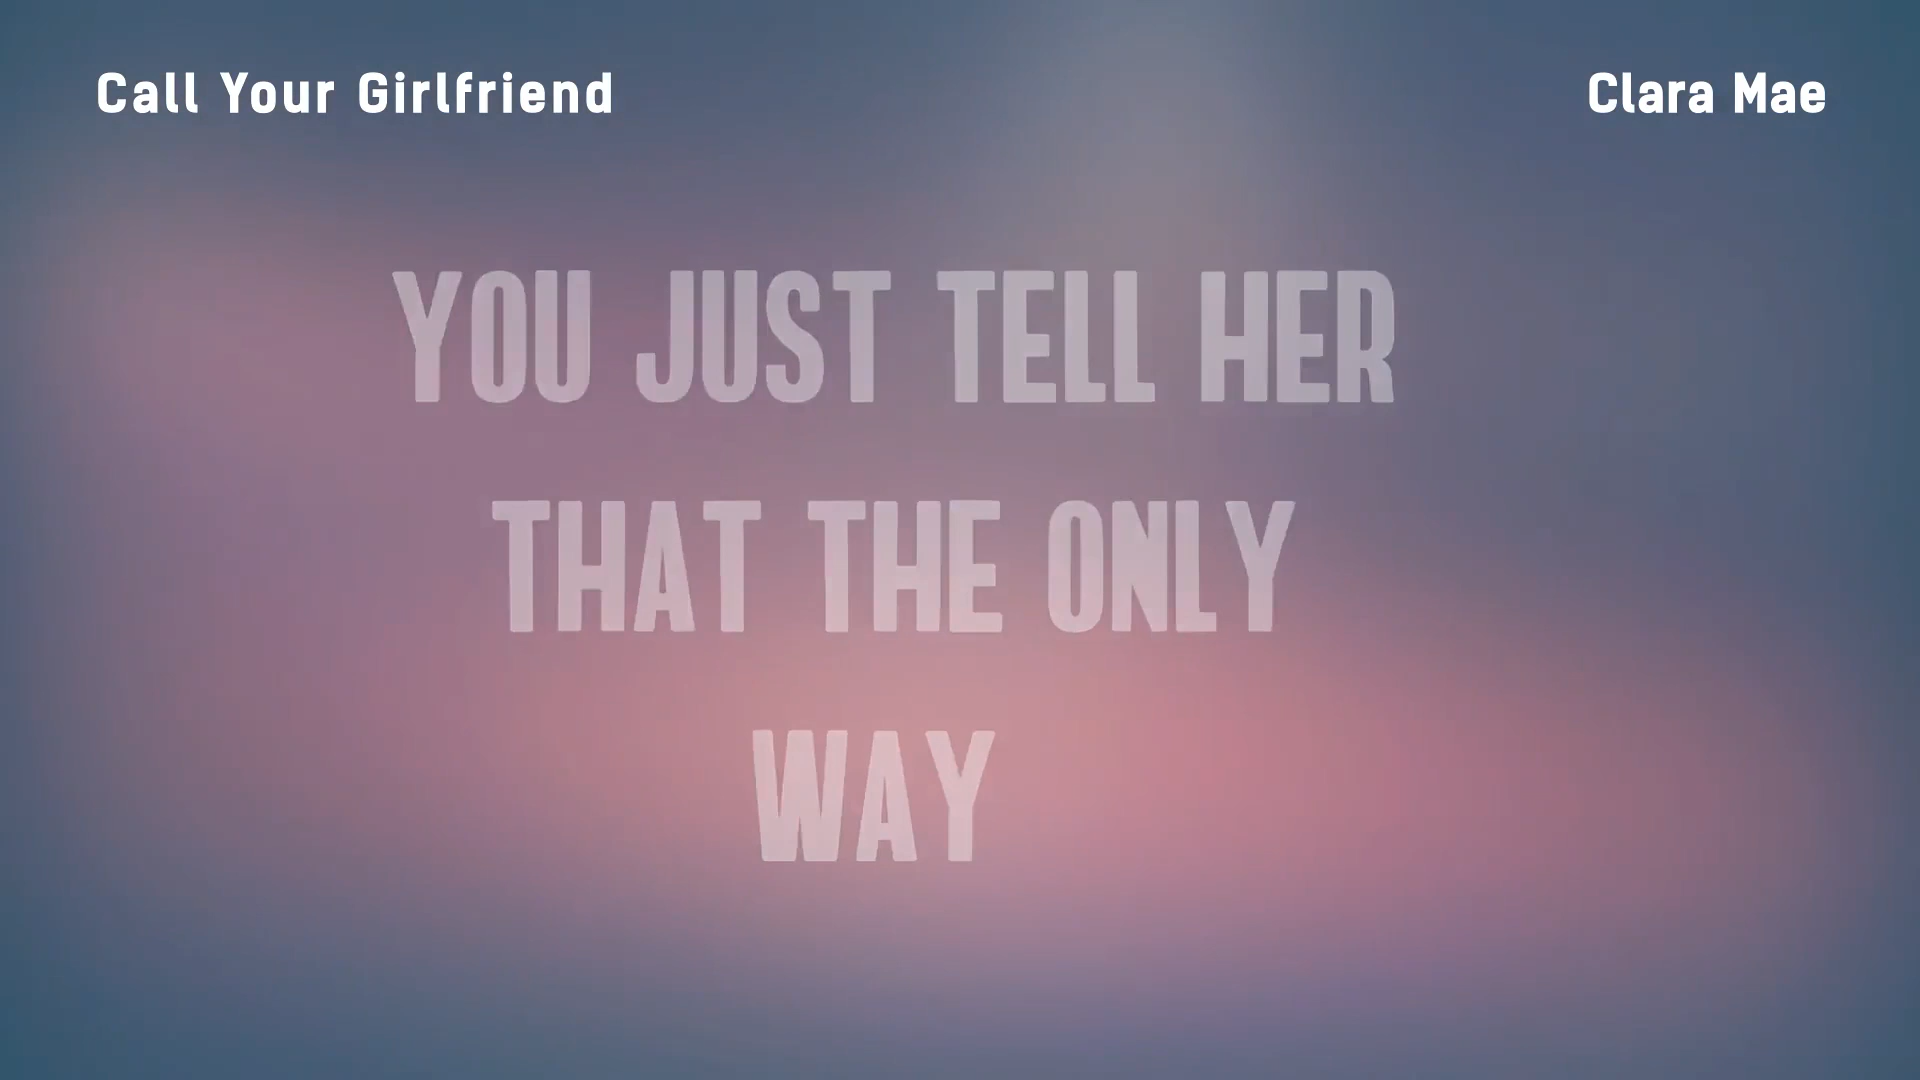 Call Your Girlfriend
Clara Mae
YOU JUST TELL HER
THAT THE ONLY
WAY